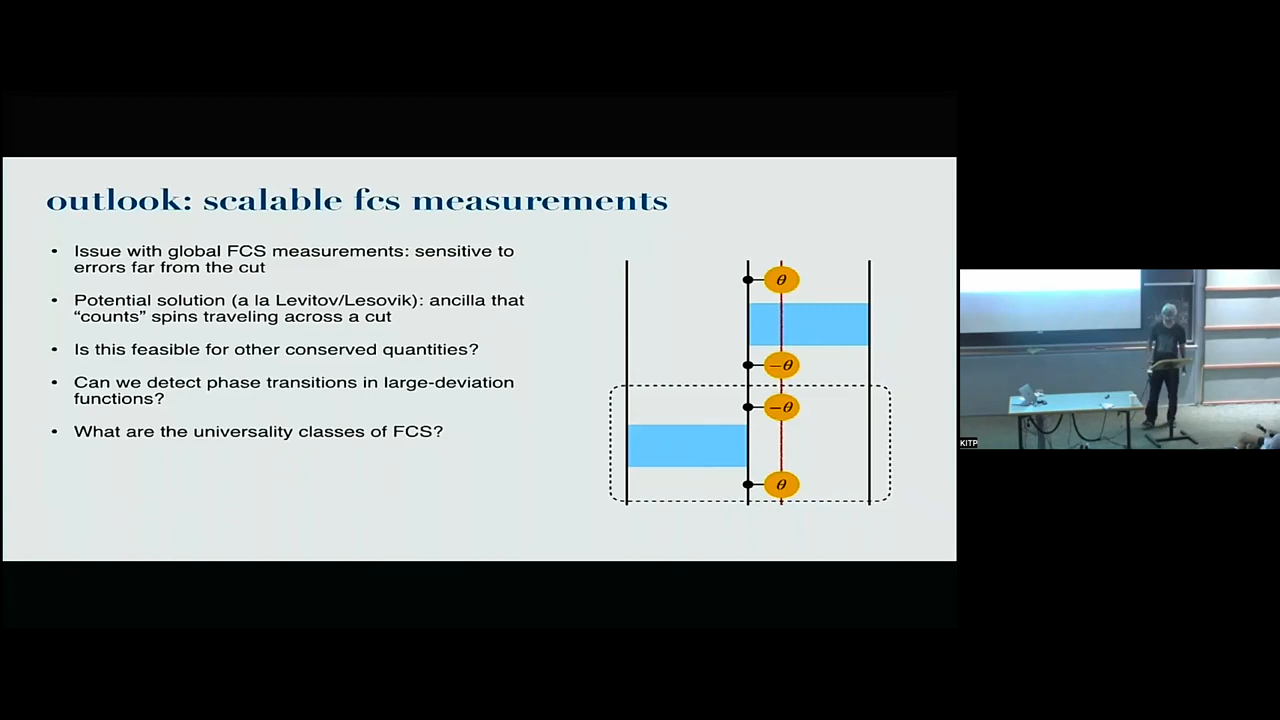 outlook: scalable fcs measurements
• Issue with global FCS measurements: sensitive to
errors far from the cut
• Potential solution (a la Levitov/Lesovik): ancilla that
“counts” spins traveling across a cut
• Is this feasible for other conserved quantities?
• Can we detect phase transitions in large-deviation
functions?
• What are the universality classes of FCS?
θ
−θ
−θ
θ
KITP